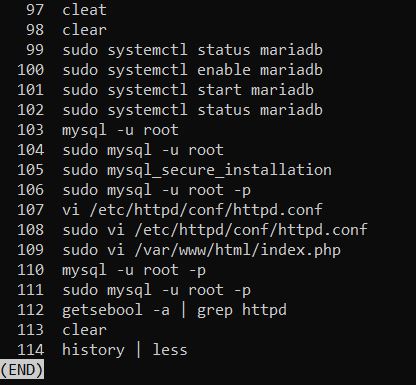 97 cleat
98 clear
99 sudo systemctl status mariadb
100 sudo systemctl enable mariadb
101 sudo systemctl start mariadb
102 sudo systemctl status mariadb
103 mysql -u root
104 sudo mysql -u root
105 sudo mysql_secure_installation
106 sudo mysql -u root -p
107 vi /etc/httpd/conf/httpd.conf
108 sudo vi /etc/httpd/conf/httpd.conf
109 sudo vi /var/www/html/index.php
110 mysql -u root -p
111 sudo mysql -u root -p
112 getsebool -a | grep httpd
113 clear
114 history | less
(END)